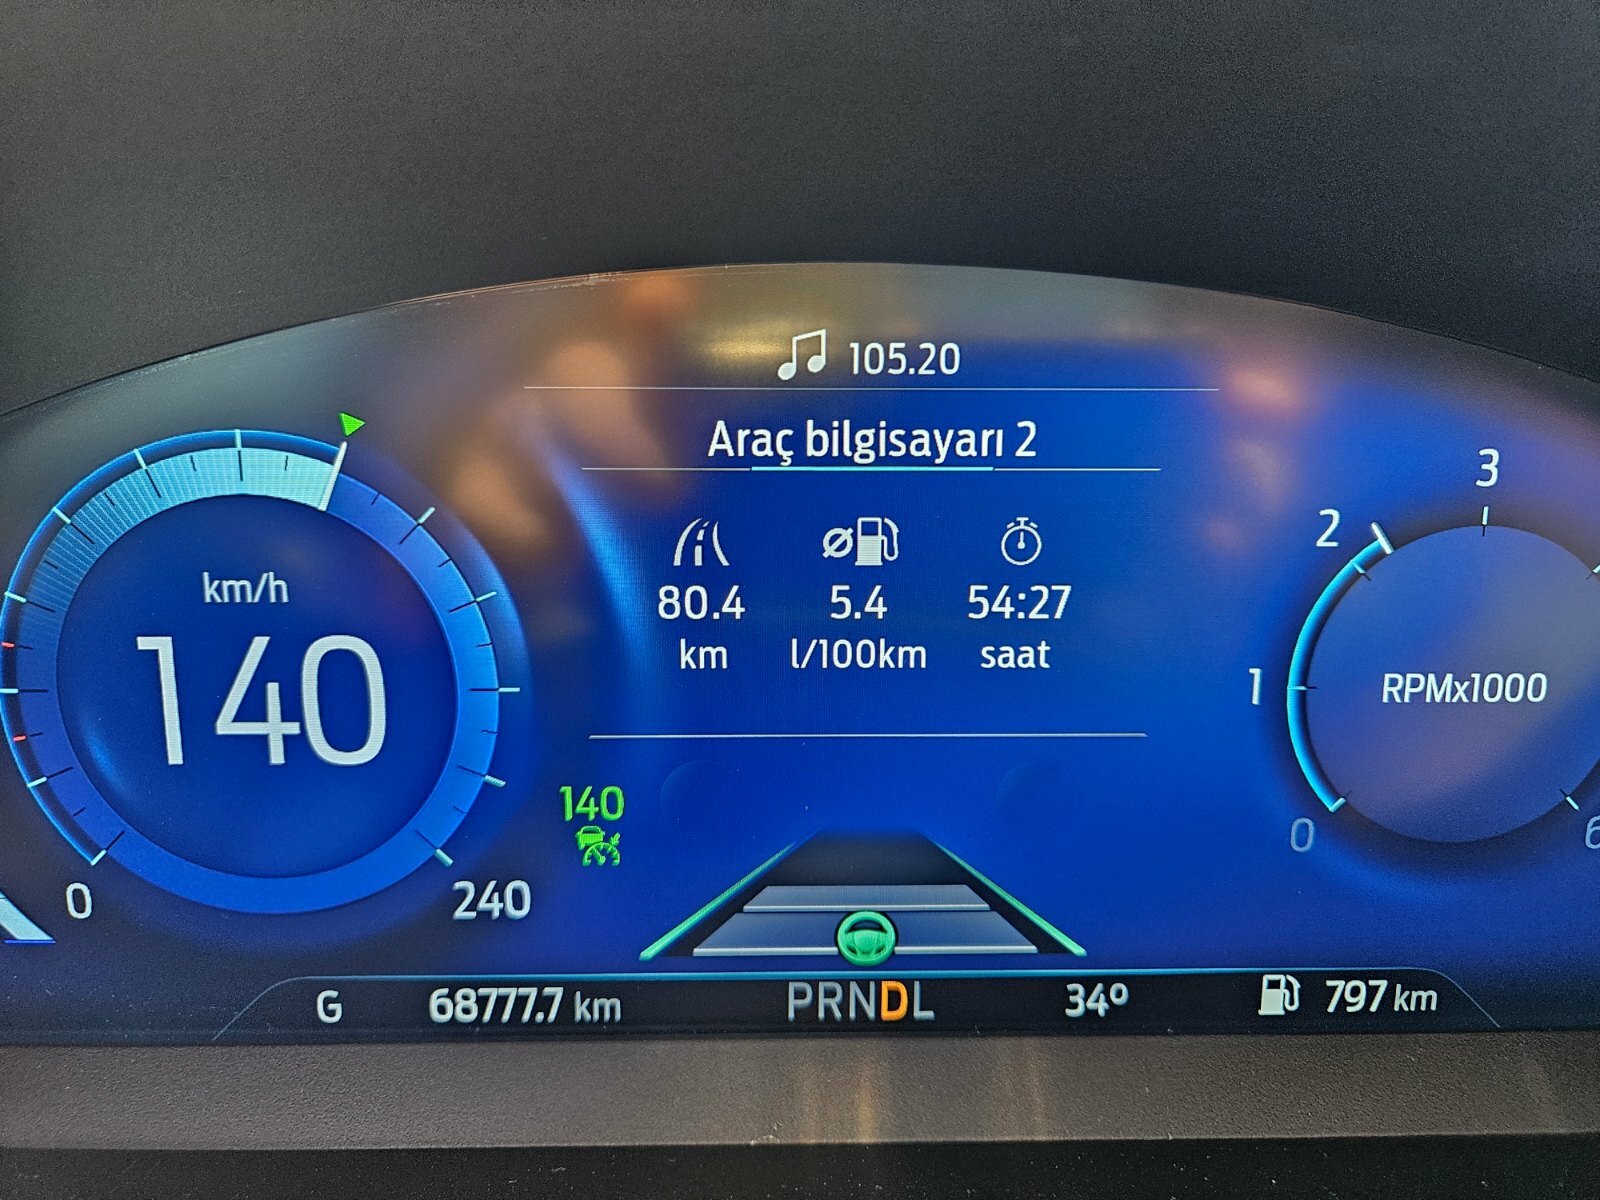 105.20
Araç bilgisayarı 2
80.4 5.4 54:27
km l/100km saat
km/h
140
0 240
140
3
2
1
0 6
RPMx1000
G 68777.7 km PRNDL 34º 797 km